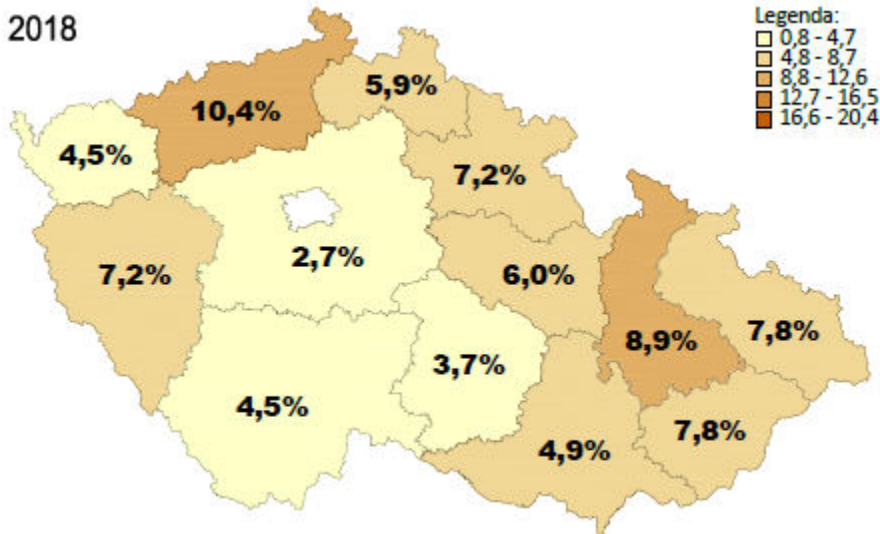 2018
Legenda:
0,8 - 4,7
4,8 - 8,7
8,8 - 12,6
12,7 - 16,5
16,6 - 20,4
5,9%
10,4%
4,5%
7,2%
2,7%
7,2%
6,0%
7,8%
8,9%
3,7%
4,5%
7,8%
4,9%